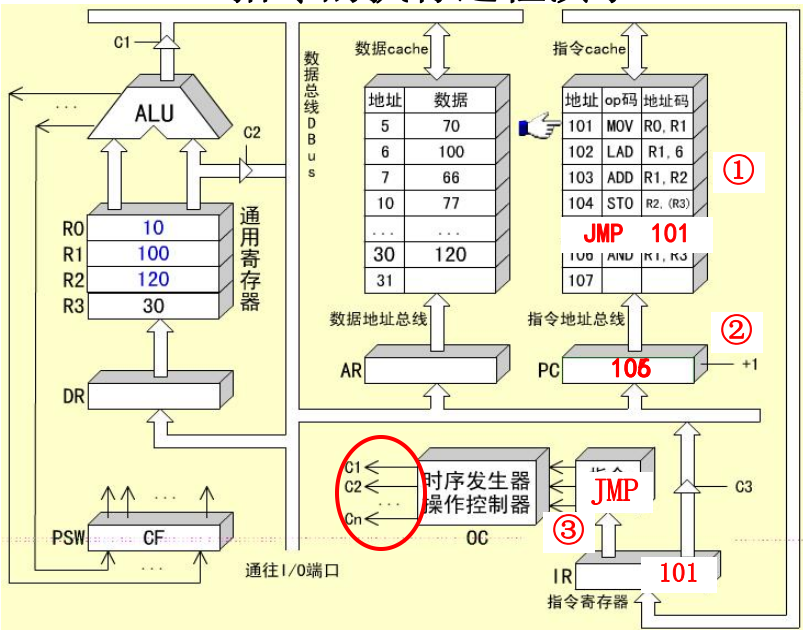 C1
数据总线DBus
数据cache
地址 数据
5 70
6 100
7 66
10 77
... ...
30 120
31
指令cache
地址 op码 地址码
101 MOV R0, R1
102 LAD R1, 6
103 ADD R1, R2
104 STO R2, (R3)
JMP 101
106 AND R1, R3
107
①
...
ALU
C2
通用寄存器
R0 10
R1 100
R2 120
R3 30
数据地址总线
指令地址总线
②
AR
PC
+1
DR
C1
C2
...
Cn
时序发生器
操作控制器
OC
JMP
③
C3
...
PSW CF
...
通往I/O端口
IR 101
指令寄存器